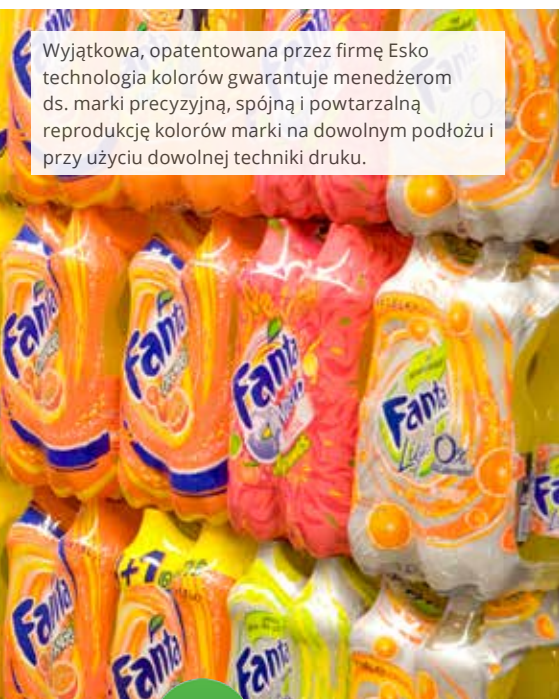 Wyjątkowa, opatentowana przez firmę Esko
technologia kolorów gwarantuje menedżerom
ds. marki precyzyjną, spójną i powtarzalną
reprodukcję kolorów marki na dowolnym podłożu i
przy użyciu dowolnej techniki druku.
Fanta
Fanta
Fanta
Fanta
Fanta
Fanta
Fanta